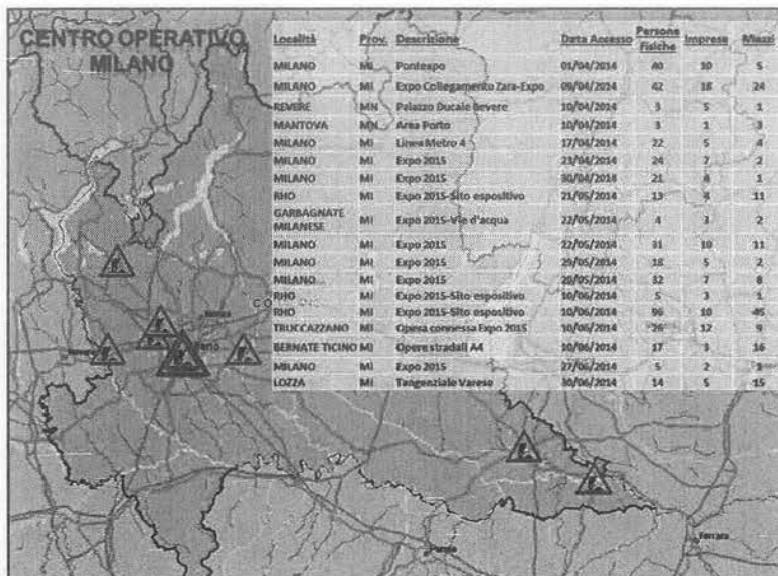 CENTRO OPERATIVO
MILANO
Località Prov. Descrizione Data Accesso Persone Fisiche Imprese Mezzi
MILANO MI Pontexpo 01/04/2014 40 10 5
MILANO MI Expo Collegamento Zara-Expo 09/04/2014 42 18 24
REVERE MN Palazzo Ducale Revere 10/04/2014 3 5 1
MANTOVA MN Area Porto 10/04/2014 3 1 3
MILANO MI Linea Metro 4 17/04/2014 22 5 4
MILANO MI Expo 2015 23/04/2014 24 7 2
MILANO MI Expo 2015 30/04/2014 21 4 1
RHO MI Expo 2015-Sito espositivo 21/05/2014 13 4 11
GARBAGNATE MILANESE MI Expo 2015-Vie d'acqua 22/05/2014 4 3 2
MILANO MI Expo 2015 22/05/2014 31 10 11
MILANO MI Expo 2015 29/05/2014 18 5 2
MILANO MI Expo 2015 29/05/2014 32 7 8
RHO MI Expo 2015-Sito espositivo 10/06/2014 5 3 1
RHO MI Expo 2015-Sito espositivo 10/06/2014 96 10 45
TRUCCAZZANO MI Opera connessa Expo 2015 10/06/2014 26 12 9
BERNATE TICINO MI Opere stradali A4 10/06/2014 17 3 16
MILANO MI Expo 2015 27/06/2014 5 2
LOZZA MI Tangenziale Varese 30/06/2014 14 5 15
Monza
Ferrara